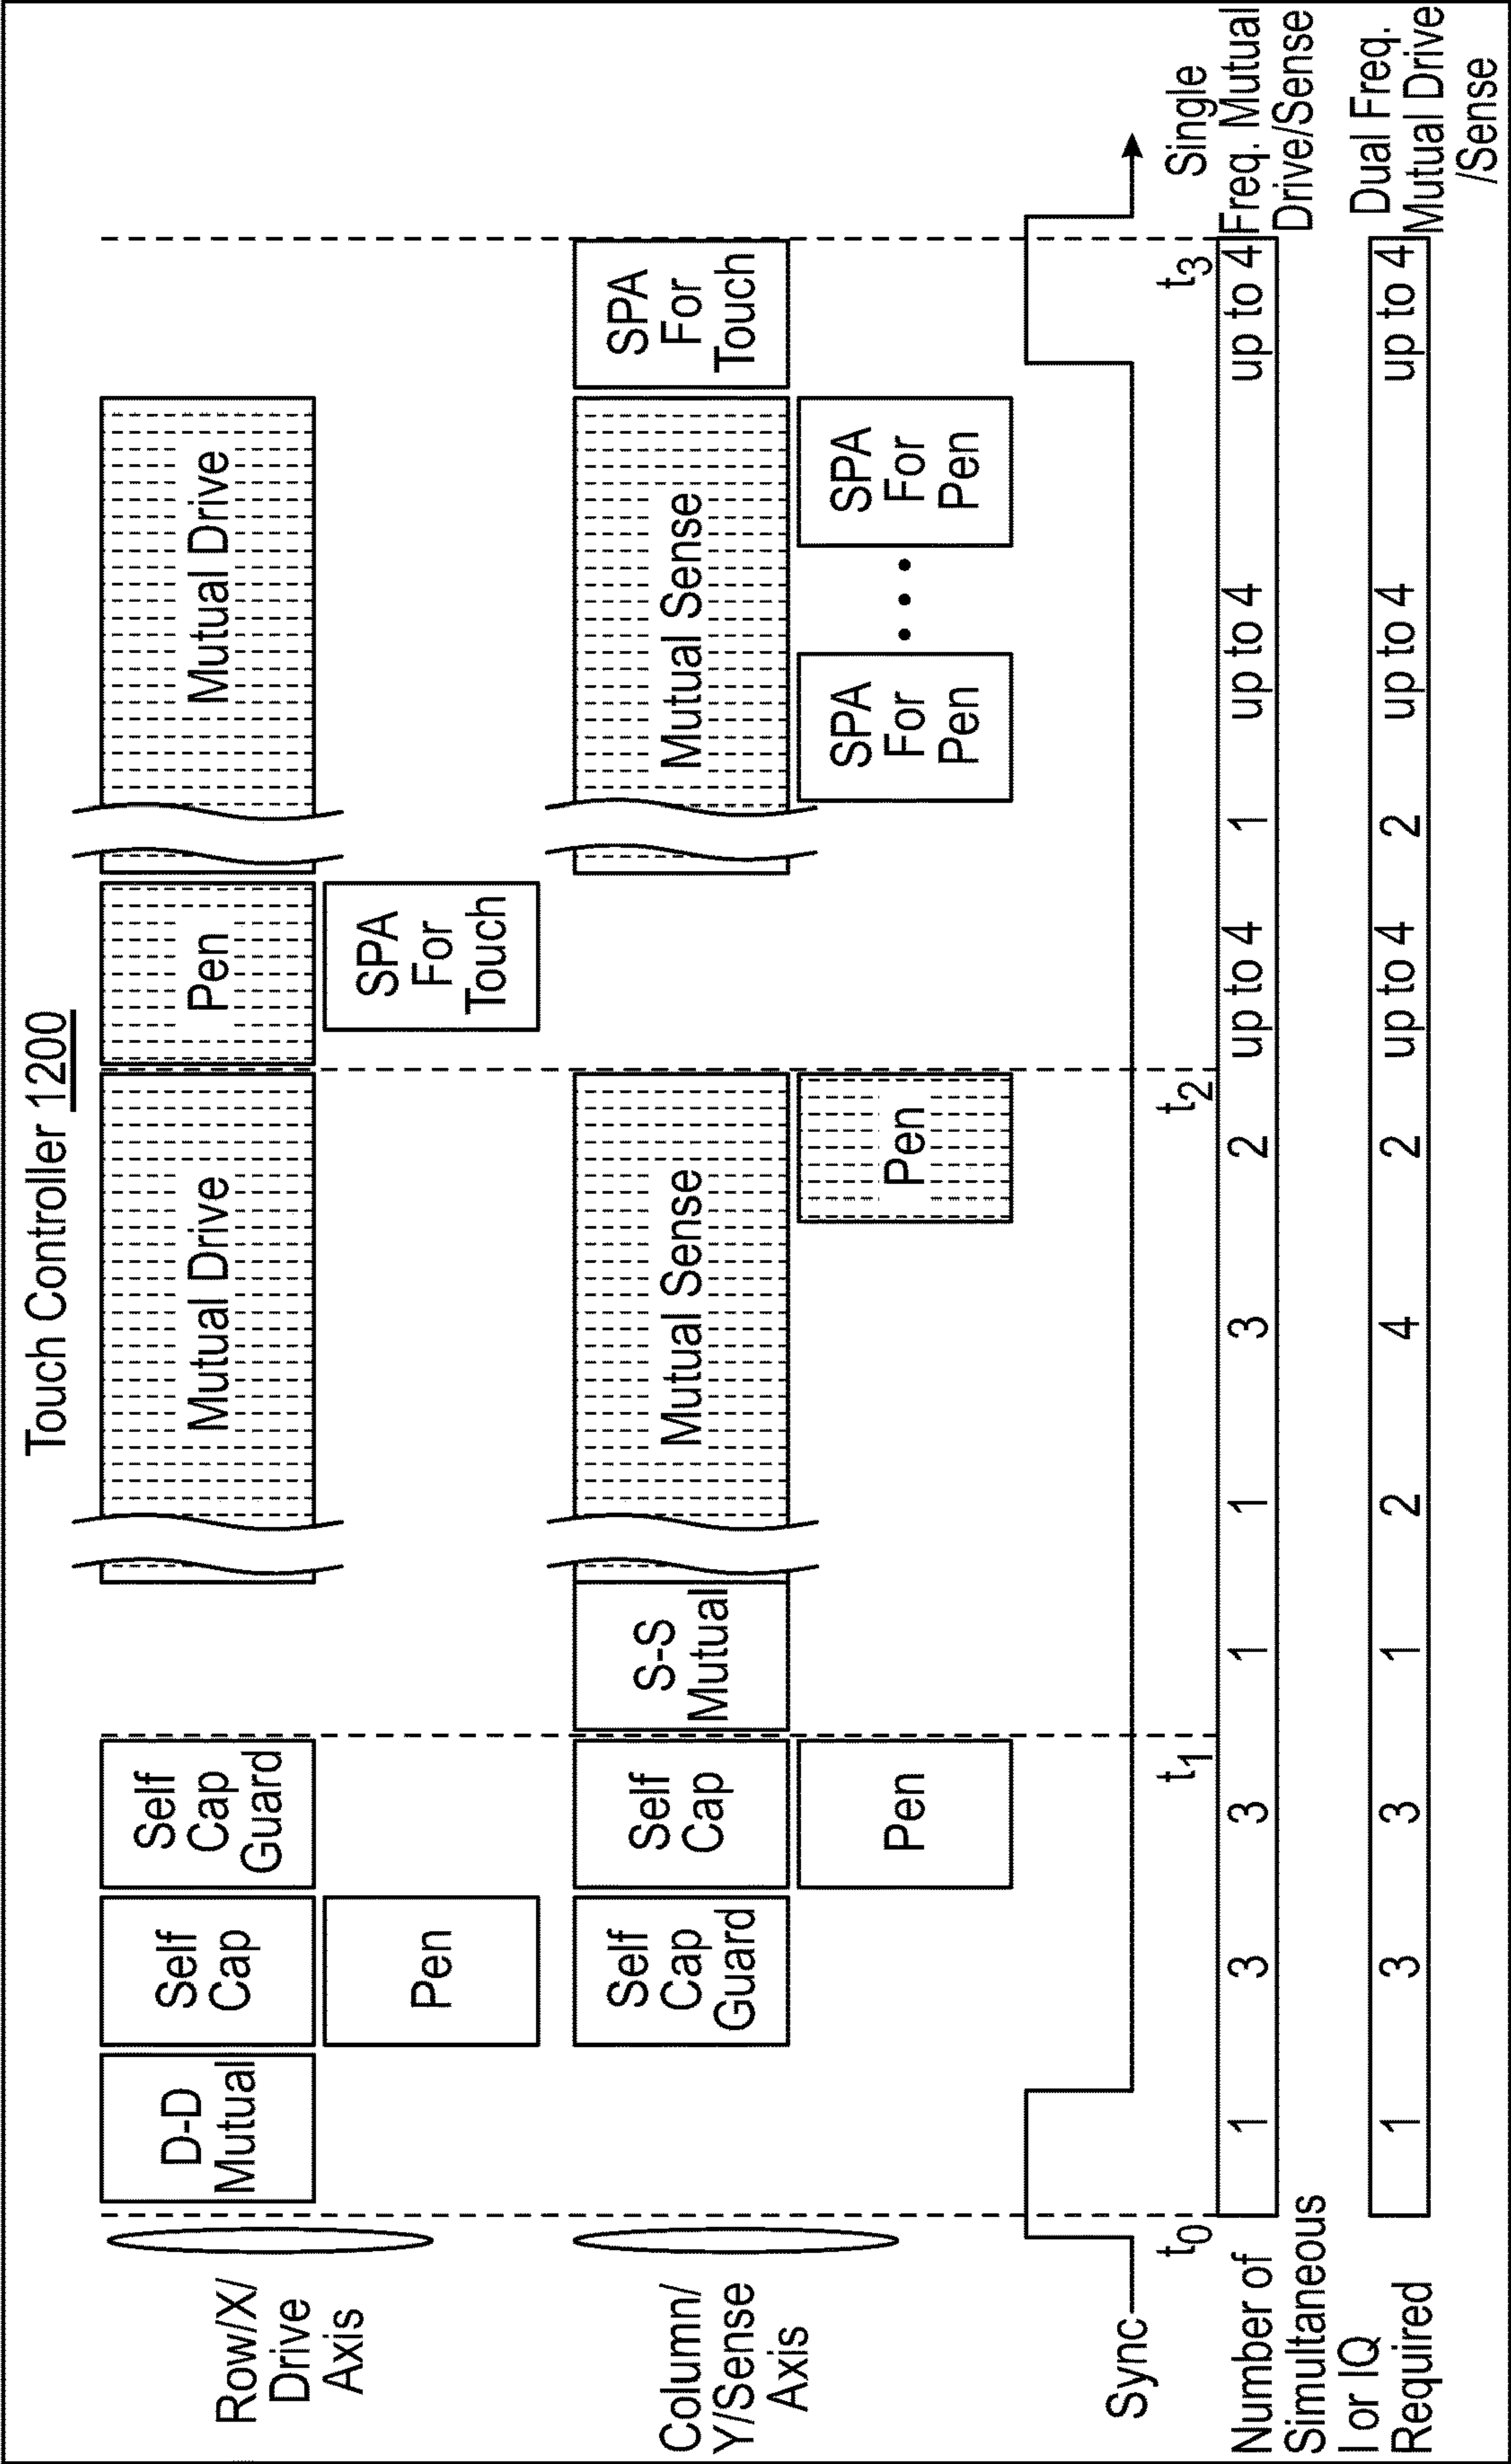 Touch Controller 1200
Row/X/
Drive
Axis
D-D
Mutual
Self
Cap
Self
Cap
Guard
Mutual Drive
Pen
Mutual Drive
Pen
SPA
For
Touch
Column/
Y/Sense
Axis
Self
Cap
Guard
Self
Cap
S-S
Mutual
Mutual Sense
Mutual Sense
SPA
For
Touch
Pen
Pen
SPA
For
Pen
SPA
For
Pen
Sync
t0
t1
t2
t3
Number of
Simultaneous
I or IQ
Required
1 3 3 1 1 3 2 up to 4 1 up to 4 up to 4
Single
Freq. Mutual
Drive/Sense
1 3 3 1 2 4 2 up to 4 2 up to 4 up to 4
Dual Freq.
Mutual Drive
/Sense